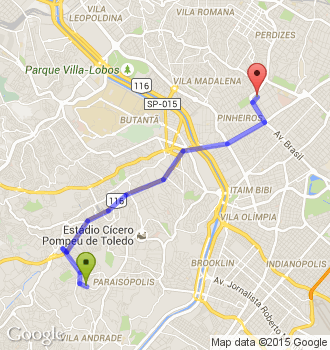 VILA
LEOPOLDINA
VILA ROMANA
PERDIZES
Parque Villa-Lobos
VILA MADALENA
116
SP-015
PINHEIROS
BUTANTÃ
Av. Brasil
116
ITAIM BIBI
VILA OLÍMPIA
Estádio Cícero
Pompeu de Toledo
PARAISÓPOLIS
BROOKLIN
INDIANÓPOLIS
Av. Jornalista Roberto M
VILA ANDRADE
Google
Map data ©2015 Google